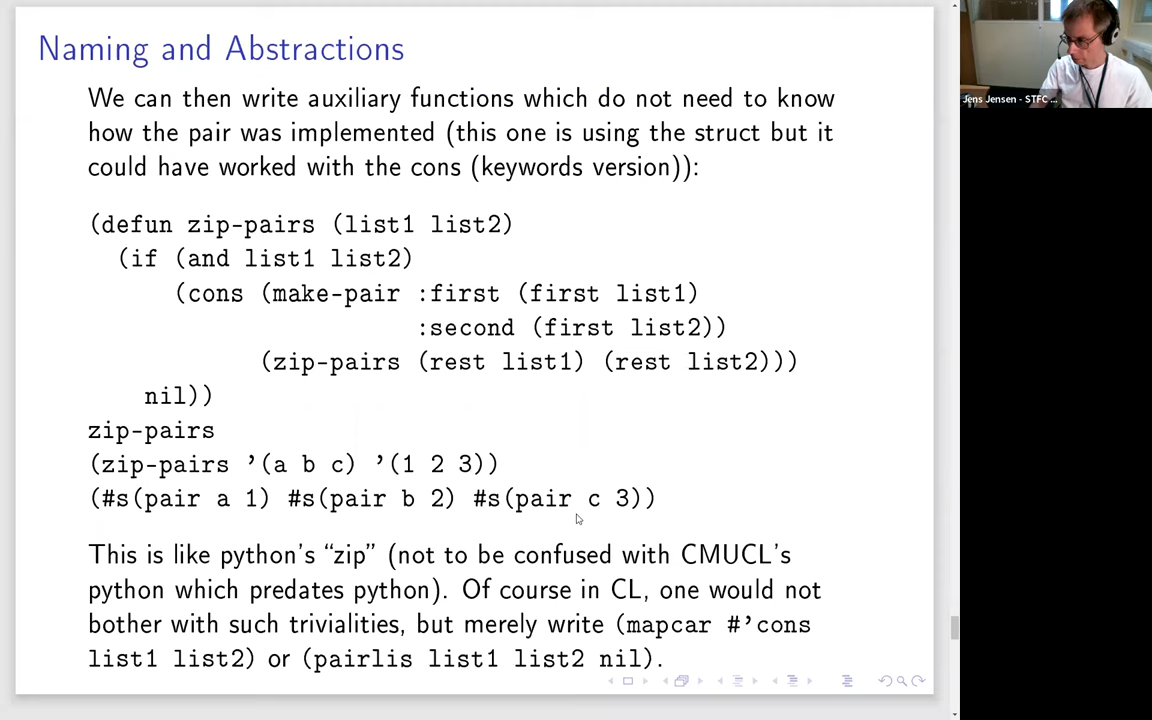 Naming and Abstractions
We can then write auxiliary functions which do not need to know
how the pair was implemented (this one is using the struct but it
could have worked with the cons (keywords version)):
(defun zip-pairs (list1 list2)
(if (and list1 list2)
(cons (make-pair :first (first list1)
:second (first list2))
(zip-pairs (rest list1) (rest list2)))
nil))
zip-pairs
(zip-pairs ’(a b c) ’(1 2 3))
(#s(pair a 1) #s(pair b 2) #s(pair c 3))
This is like python’s “zip” (not to be confused with CMUCL’s
python which predates python). Of course in CL, one would not
bother with such trivialities, but merely write (mapcar #’cons
list1 list2) or (pairlis list1 list2 nil).
Jens Jensen - STFC ...